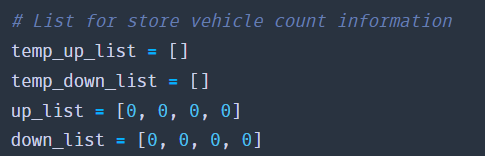 # List for store vehicle count information
temp_up_list = []
temp_down_list = []
up_list = [0, 0, 0, 0]
down_list = [0, 0, 0, 0]